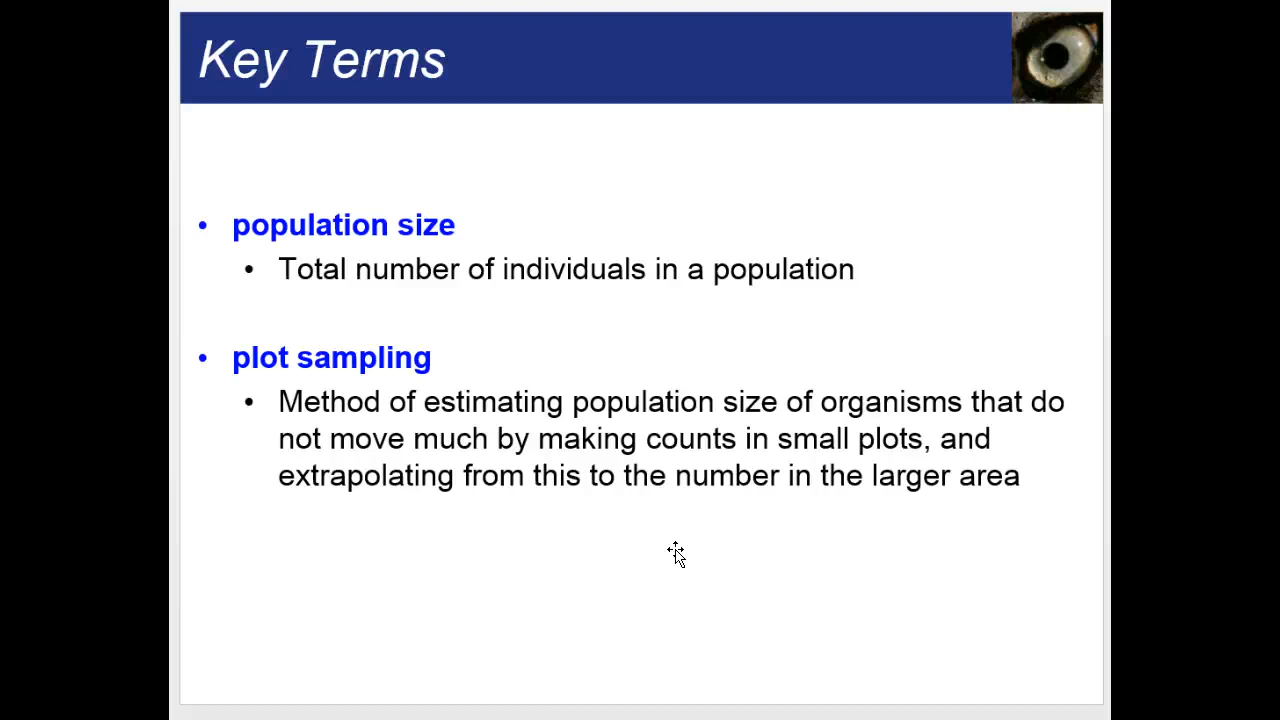 Key Terms
• population size
• Total number of individuals in a population
• plot sampling
• Method of estimating population size of organisms that do
not move much by making counts in small plots, and
extrapolating from this to the number in the larger area